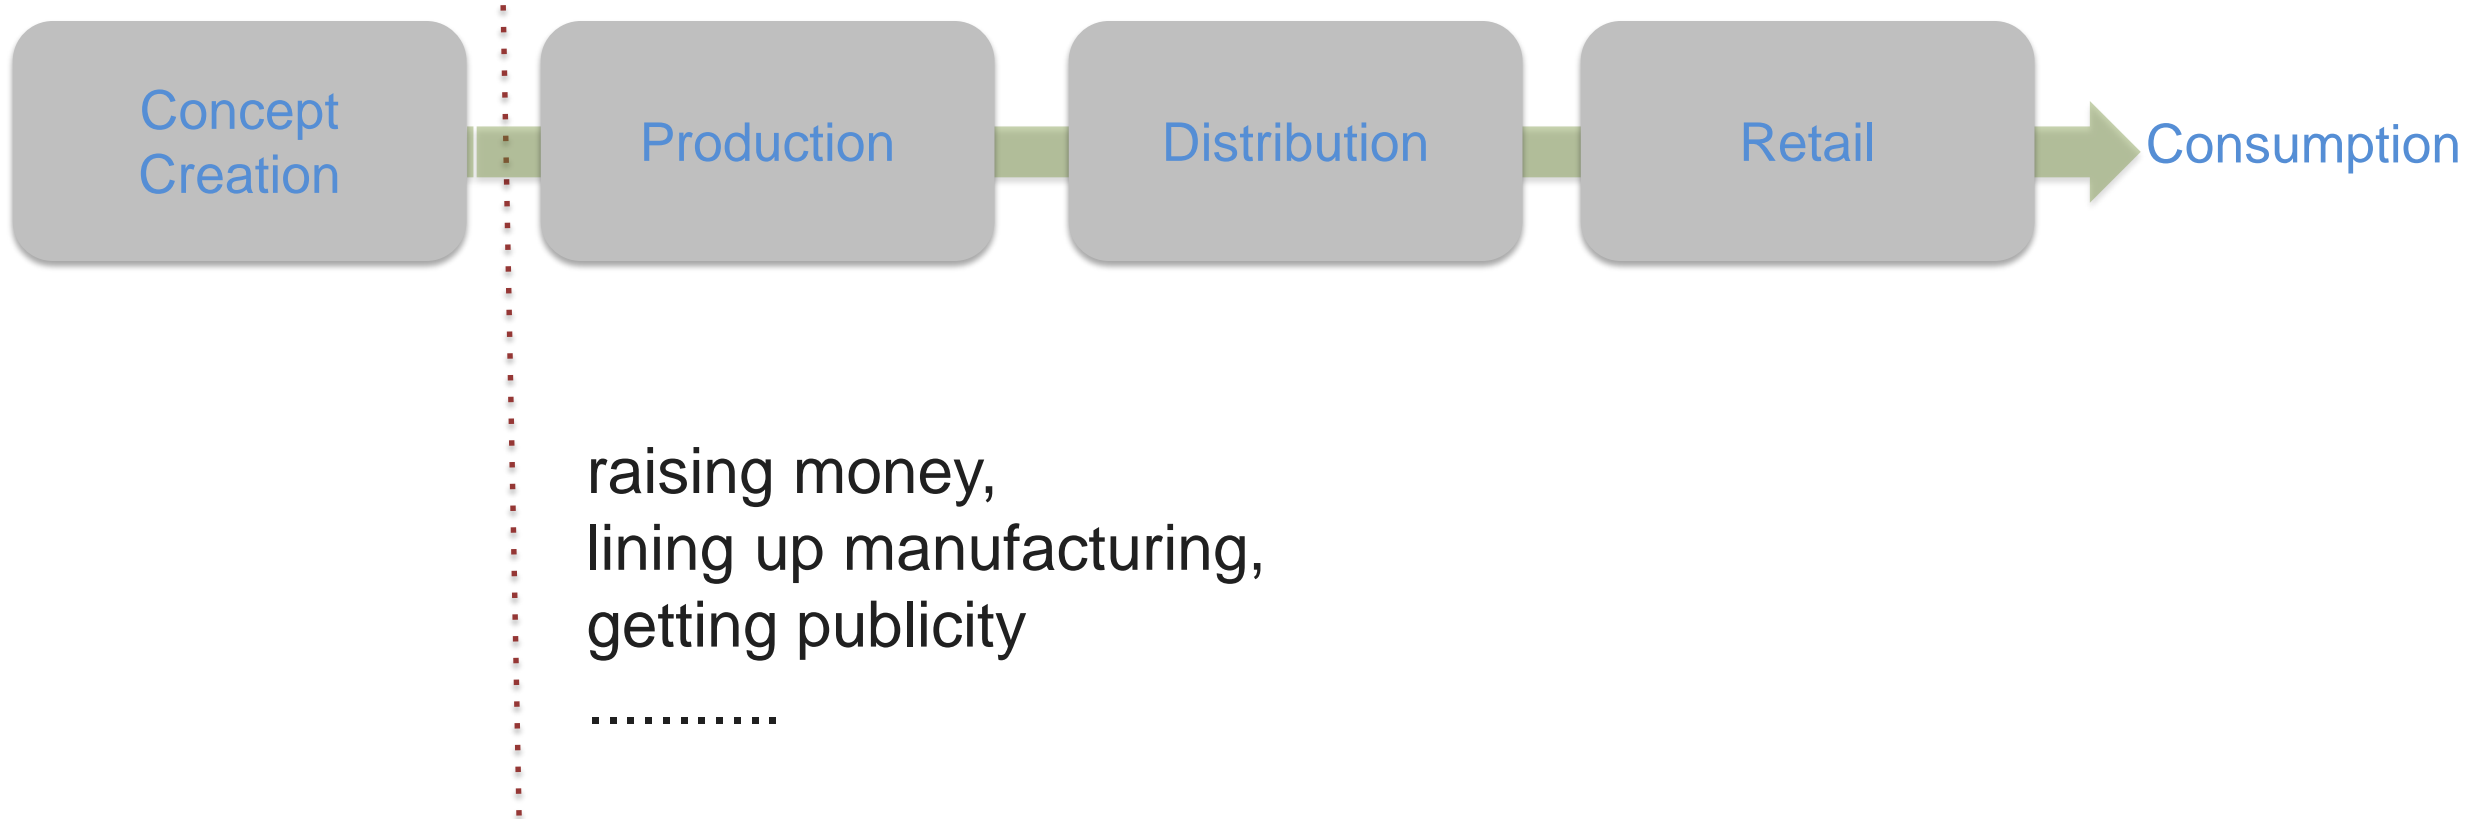 Concept
Creation
Production
Distribution
Retail
Consumption
raising money,
lining up manufacturing,
getting publicity
...........